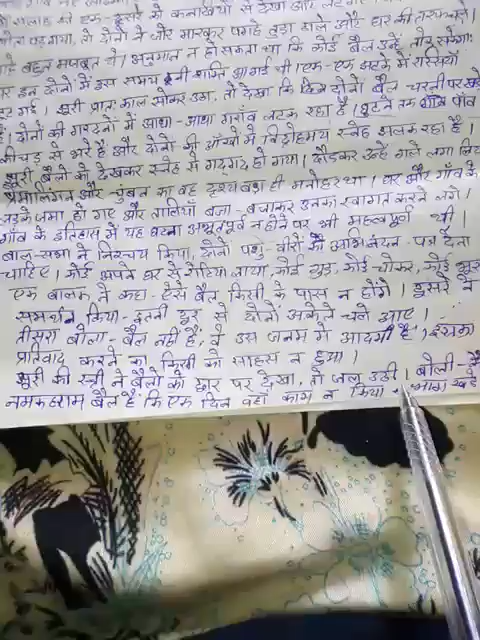 को एक-दूसरे को कनखियों से देखा और लेट गए
पड़ गया, तो दोनों ने जोर मारकर पगहे तुड़ा डाले और घर की तरफ चले।
बहुत मजबूत थे। अनुमान न हो सकता था कि कोई बैल उन्हें तोड़ सकेगा:
पर इन दोनों में इस समय दूनी शक्ति आ गई थी। एक-एक झटके में रस्सियाँ
टूट गई। झूरी प्रातःकाल सोकर उठा, तो देखा कि दोनों बैल चरनी पर खड़े
। दोनों की गरदनों में आधा-आधा गराँव लटक रहा है। घुटने तक पाँव
कीचड़ से भरे हैं और दोनों की आँखों में विद्रोहमय स्नेह झलक रहा है।
झूरी बैलों को देखकर स्नेह से गद्गद् हो गया। दौड़कर उन्हें गले लगा लिया
प्रेमालिंगन और चुंबन का वह दृश्य बड़ा ही मनोहर था। घर और गाँव के
लड़के जमा हो गए और तालियाँ बजा-बजाकर उनका स्वागत करने लगे।
गाँव के इतिहास में यह घटना अभूतपूर्व न होने पर भी महत्वपूर्ण थी।
बाल-सभा ने निश्चय किया, दोनों पशु-वीरों को अभिनंदन-पत्र देना
चाहिए। कोई अपने घर से रोटियाँ लाया, कोई गुड़, कोई चोकर, कोई भूसी
एक बालक ने कहा-ऐसे बैल किसी के पास न होंगे। दूसरे ने
समर्थन किया-इतनी दूर से दोनों अकेले चले आए।
तीसरा बोला-बैल नहीं हैं, वे उस जनम में आदमी हैं। इसका
प्रतिवाद करने का किसी को साहस न हुआ।
झूरी की स्त्री ने बैलों को द्वार पर देखा, तो जल उठी। बोली-
नमकहराम बैल हैं कि एक दिन वहाँ काम न किया